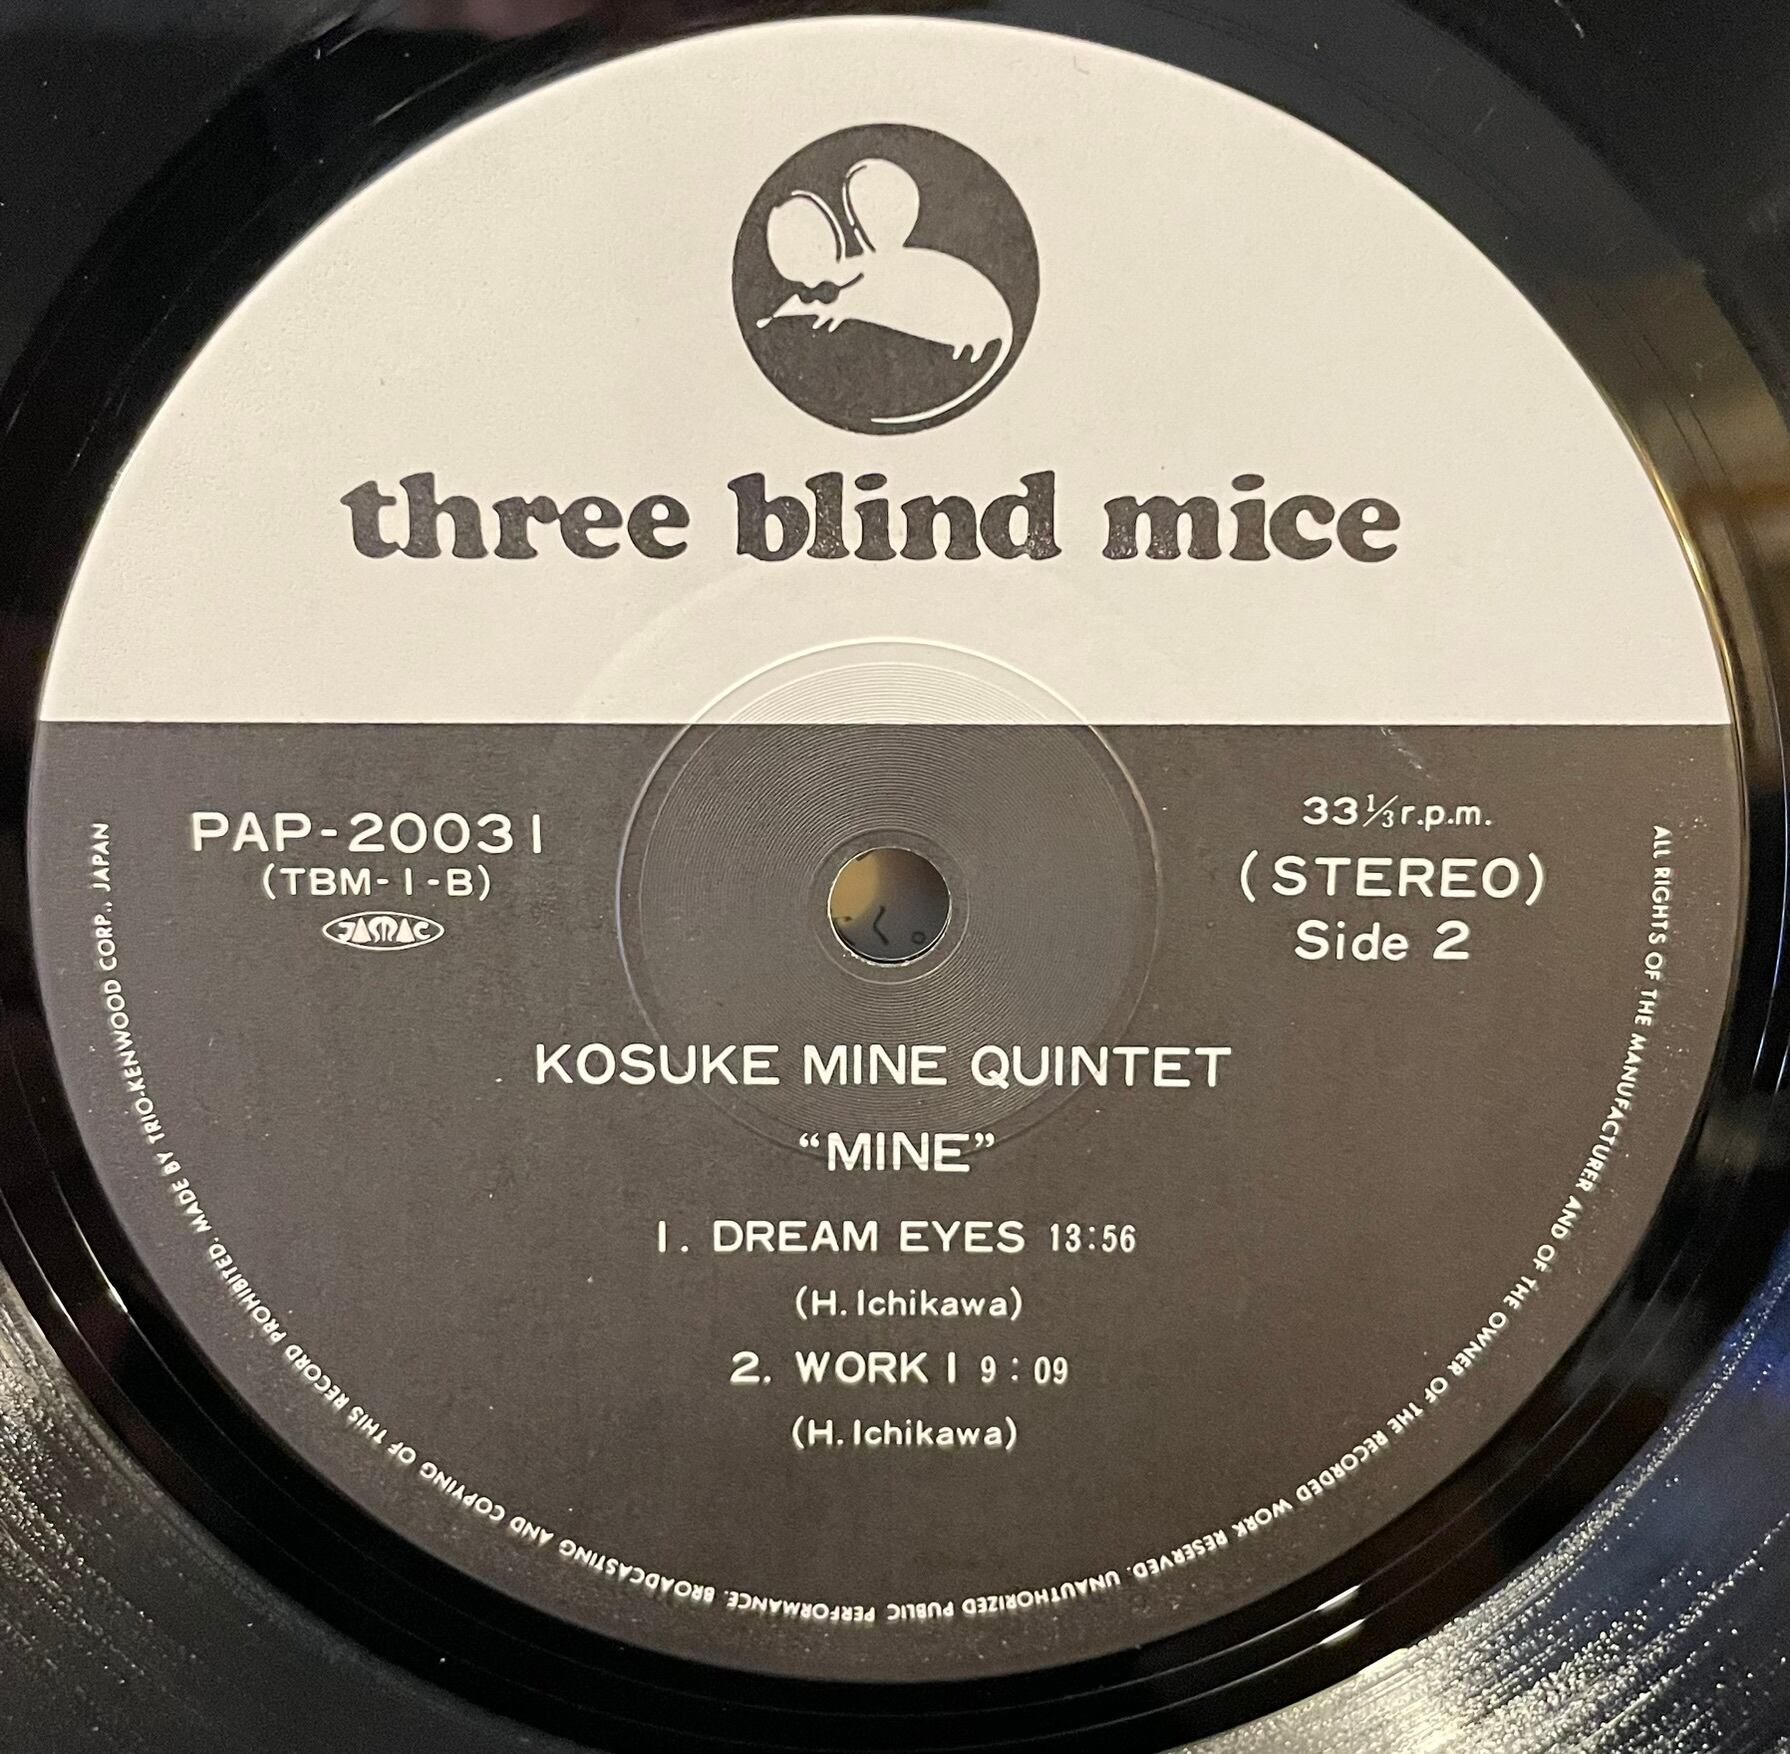 three blind mice
PAP-20031
(TBM-1-B)
JASRAC
33⅓r.p.m.
(STEREO)
Side 2
KOSUKE MINE QUINTET
“MINE”
1. DREAM EYES 13:56
(H. Ichikawa)
2. WORK I 9:09
(H. Ichikawa)
ALL RIGHTS OF THE MANUFACTURER AND OF THE OWNER OF THE RECORDED WORK RESERVED. UNAUTHORIZED PUBLIC PERFORMANCE. BROADCASTING AND COPYING OF THIS RECORD PROHIBITED. MADE BY TRIO-KENWOOD CORP., JAPAN